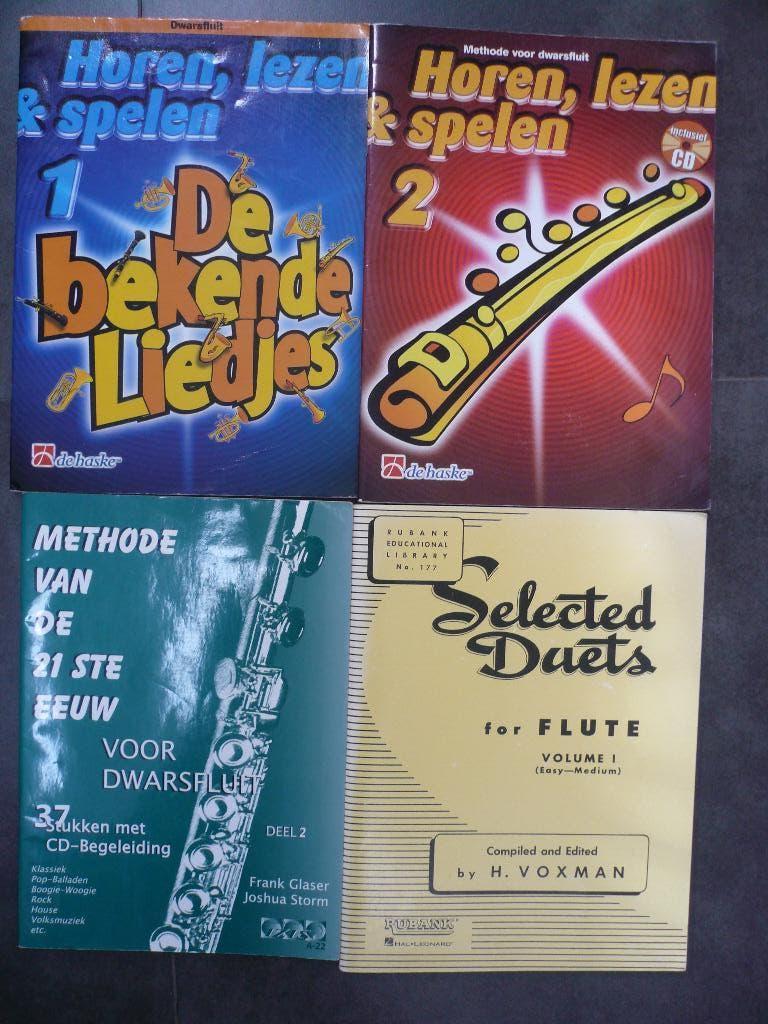 Dwarsfluit
Horen, lezen
& spelen
1
De
bekende
Liedjes
de haske™
Methode voor dwarsfluit
Horen, lezen
& spelen
2
inclusief
CD
de haske™
METHODE
VAN
DE
21 STE
EEUW
VOOR
DWARSFLUIT
37
Stukken met
CD-Begeleiding
DEEL 2
Klassiek
Pop-Balladen
Boogie-Woogie
Rock
House
Volksmuziek
etc.
Frank Glaser
Joshua Storm
A-22
RUBANK
EDUCATIONAL
LIBRARY
No. 177
Selected
Duets
for FLUTE
VOLUME I
(Easy—Medium)
Compiled and Edited
by H. VOXMAN
RUBANK®
HAL•LEONARD®